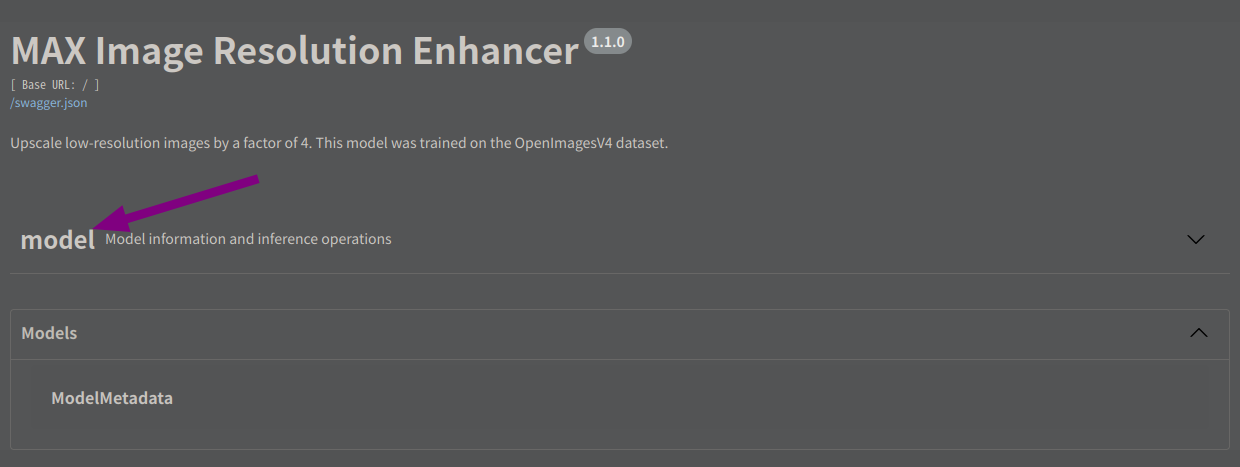 MAX Image Resolution Enhancer 1.1.0
[ Base URL: / ]
/swagger.json
Upscale low-resolution images by a factor of 4. This model was trained on the OpenImagesV4 dataset.
model Model information and inference operations
Models
ModelMetadata